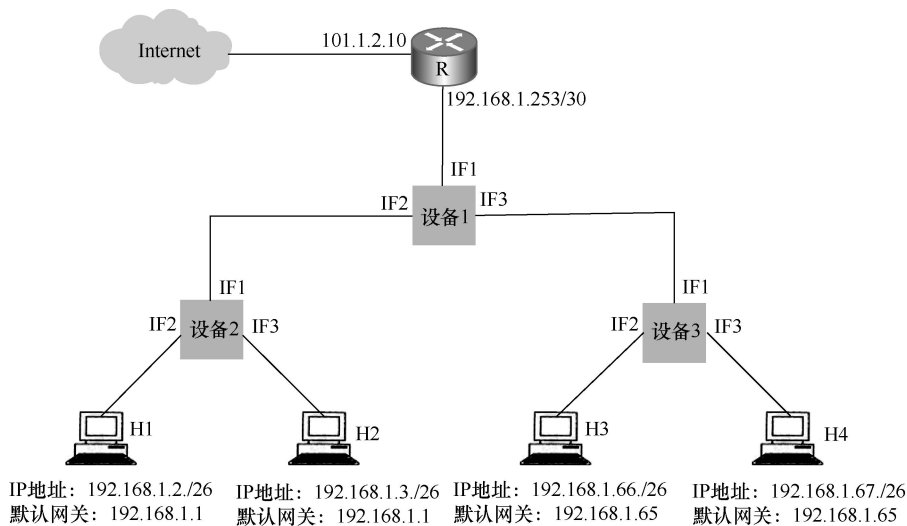 Internet
101.1.2.10
R
192.168.1.253/30
IF1
IF2
IF3
设备1
IF1
IF2
设备2
IF3
IF1
IF2
设备3
IF3
H1
H2
H3
H4
IP地址：192.168.1.2./26
默认网关：192.168.1.1
IP地址：192.168.1.3./26
默认网关：192.168.1.1
IP地址：192.168.1.66./26
默认网关：192.168.1.65
IP地址：192.168.1.67./26
默认网关：192.168.1.65